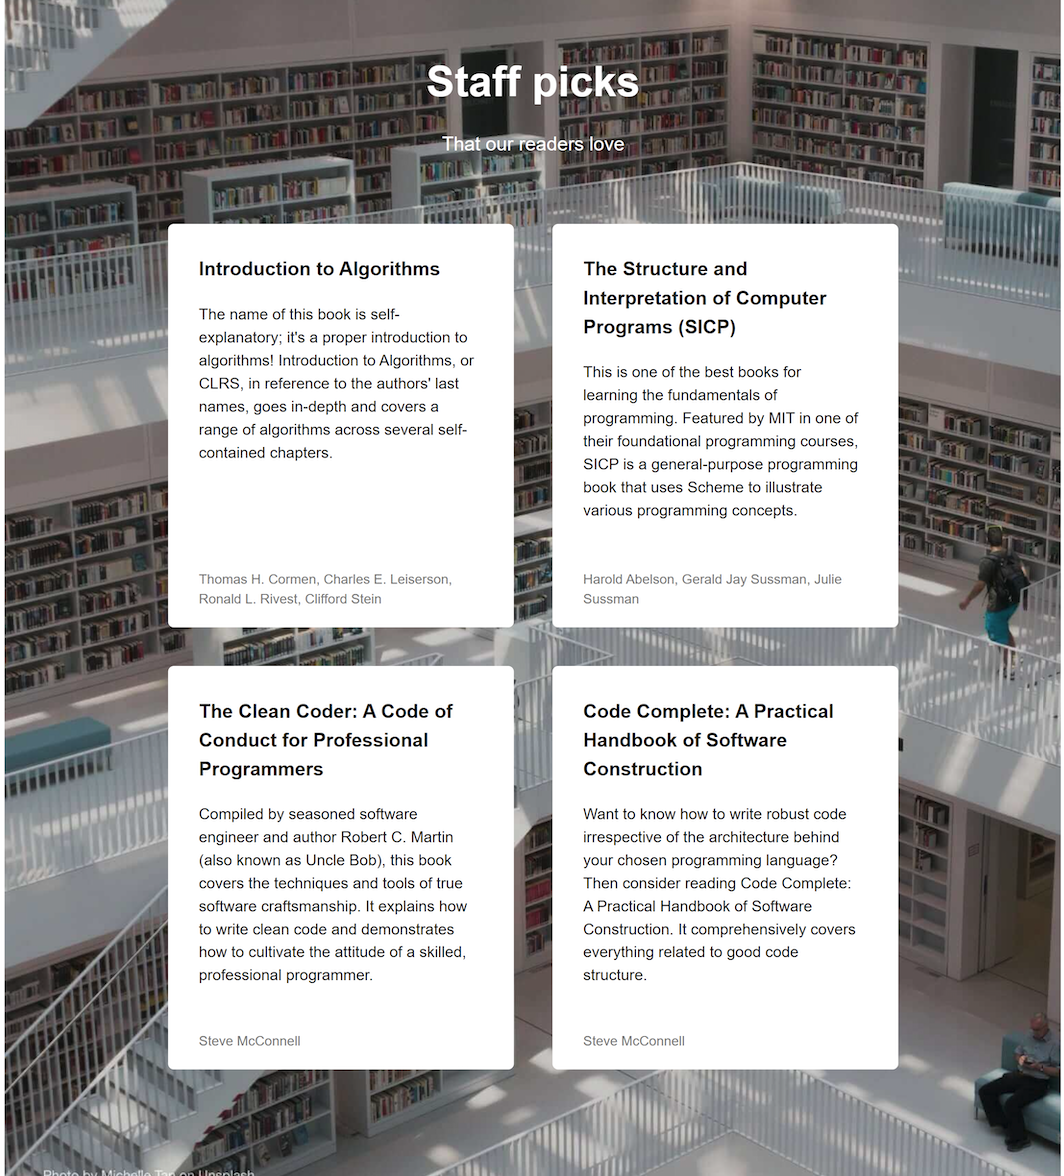 Staff picks
That our readers love
Introduction to Algorithms
The name of this book is self-
explanatory; it's a proper introduction to
algorithms! Introduction to Algorithms, or
CLRS, in reference to the authors' last
names, goes in-depth and covers a
range of algorithms across several self-
contained chapters.
Thomas H. Cormen, Charles E. Leiserson,
Ronald L. Rivest, Clifford Stein
The Structure and
Interpretation of Computer
Programs (SICP)
This is one of the best books for
learning the fundamentals of
programming. Featured by MIT in one of
their foundational programming courses,
SICP is a general-purpose programming
book that uses Scheme to illustrate
various programming concepts.
Harold Abelson, Gerald Jay Sussman, Julie
Sussman
The Clean Coder: A Code of
Conduct for Professional
Programmers
Compiled by seasoned software
engineer and author Robert C. Martin
(also known as Uncle Bob), this book
covers the techniques and tools of true
software craftsmanship. It explains how
to write clean code and demonstrates
how to cultivate the attitude of a skilled,
professional programmer.
Steve McConnell
Code Complete: A Practical
Handbook of Software
Construction
Want to know how to write robust code
irrespective of the architecture behind
your chosen programming language?
Then consider reading Code Complete:
A Practical Handbook of Software
Construction. It comprehensively covers
everything related to good code
structure.
Steve McConnell
Photo by Michelle Tan on Unsplash